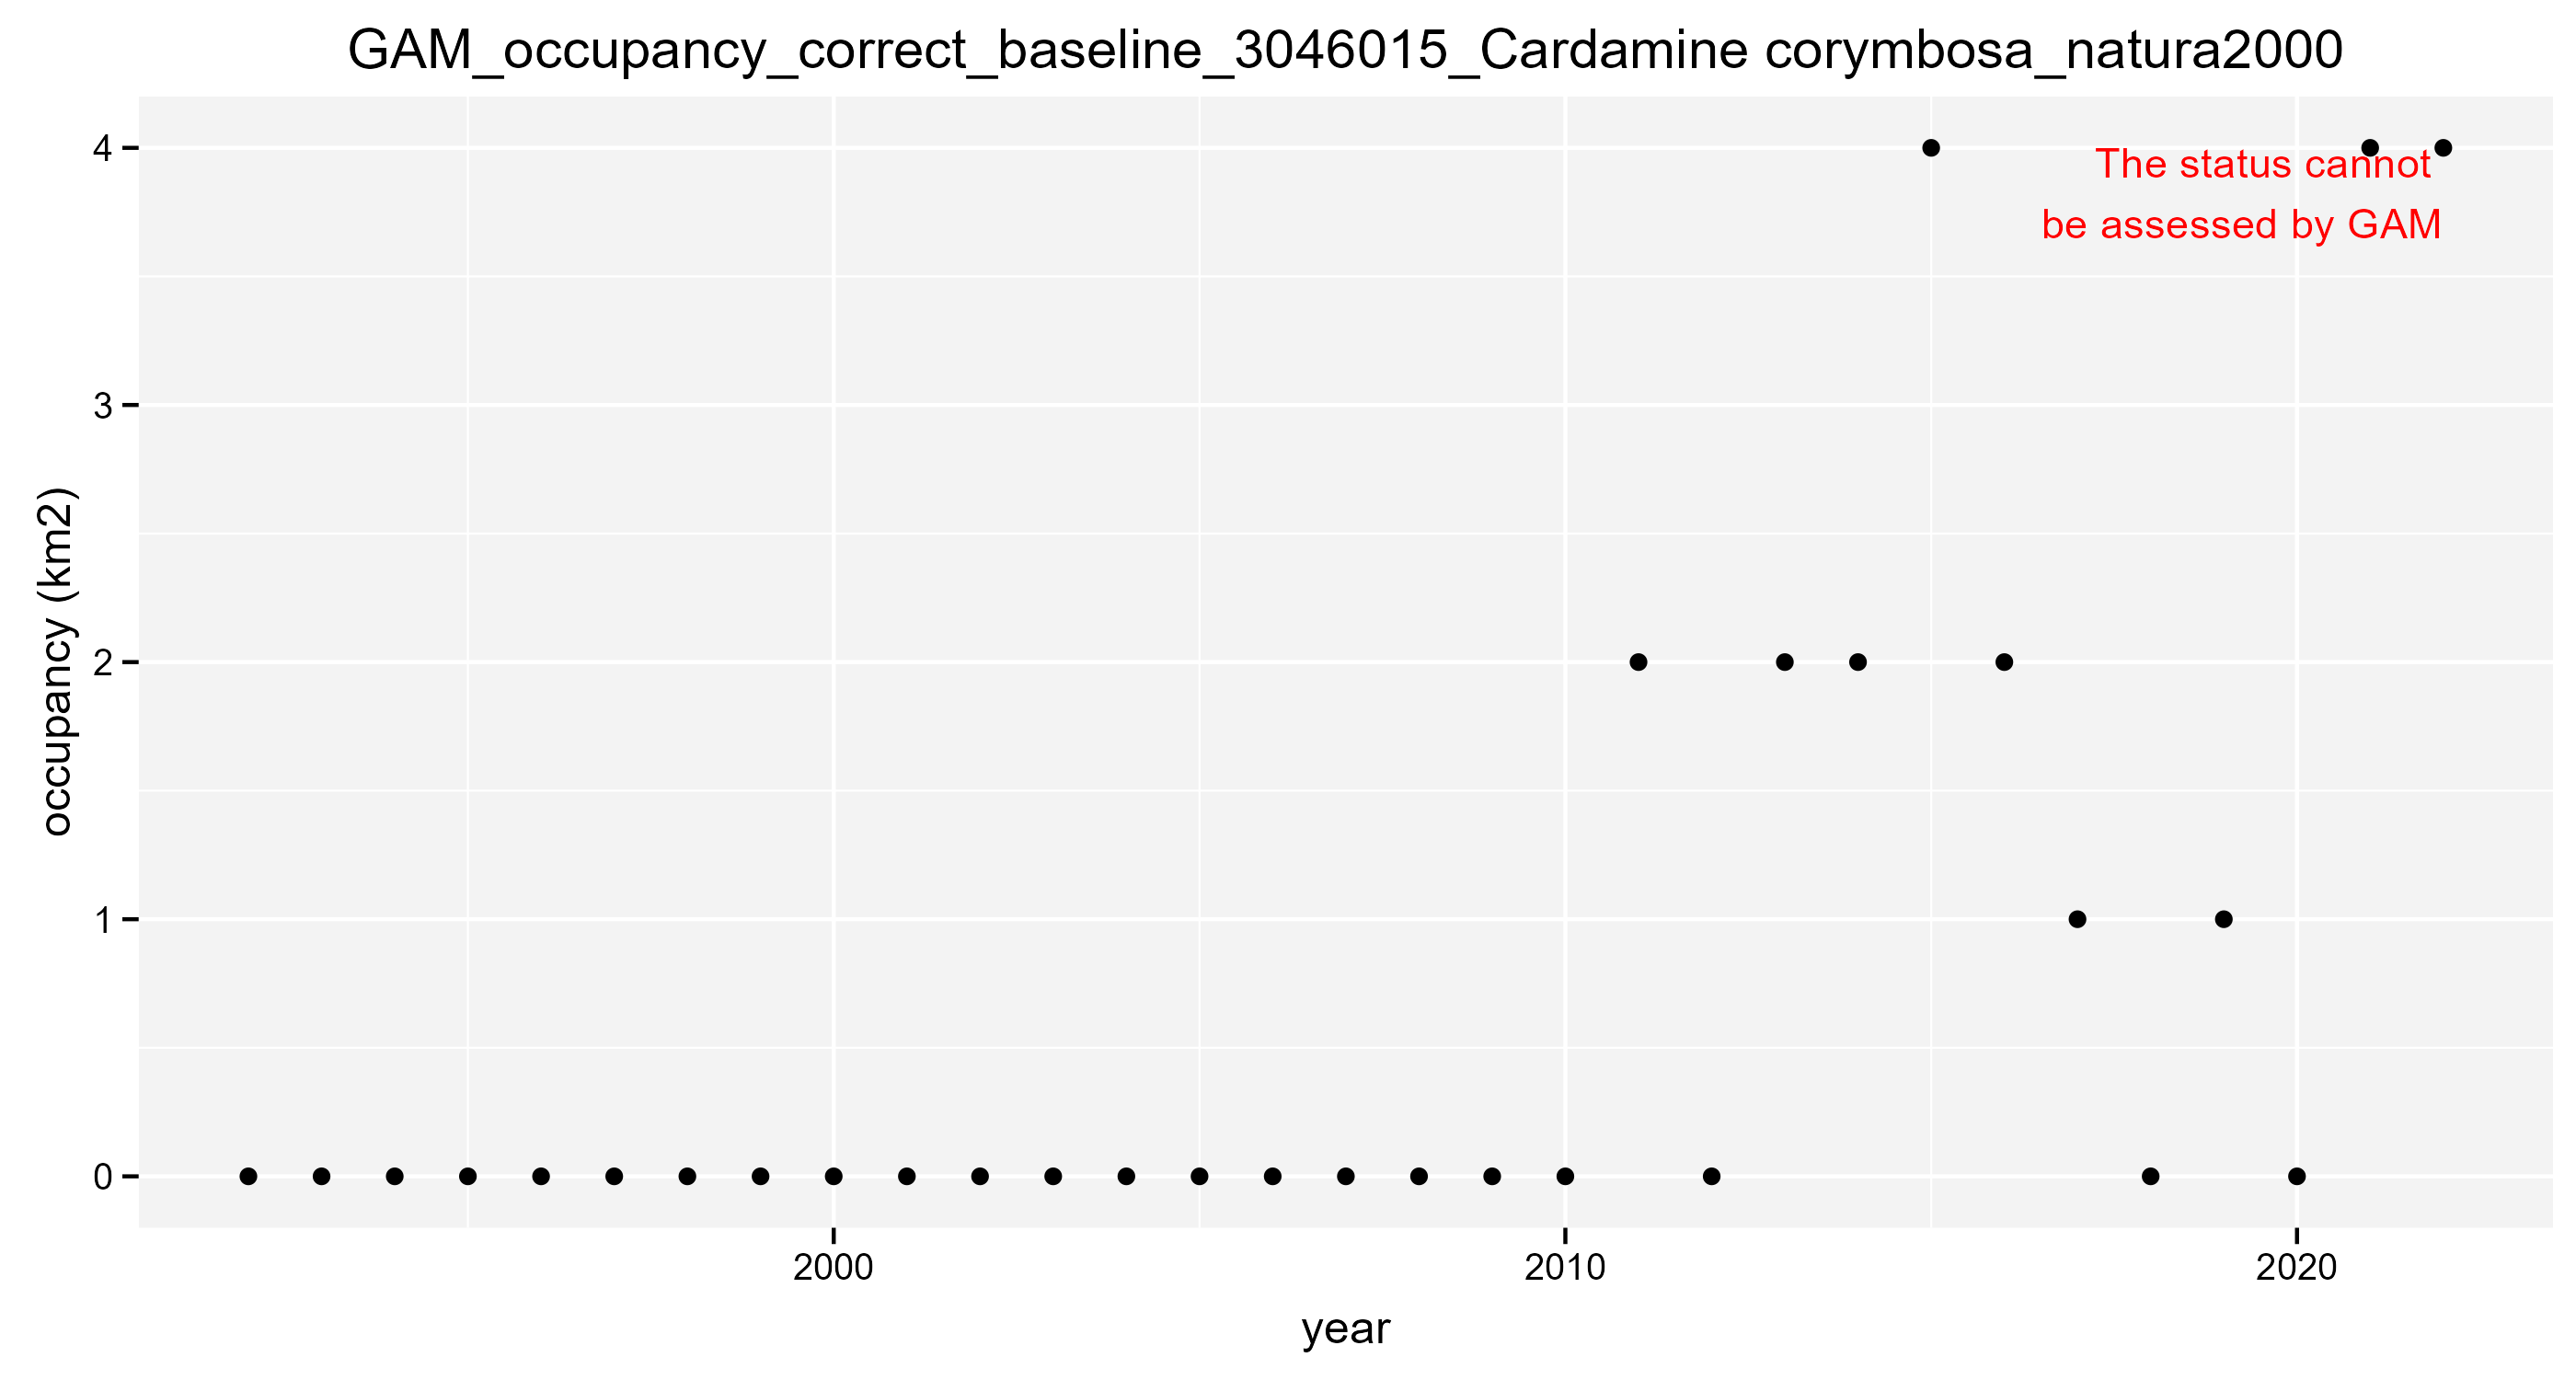 GAM_occupancy_correct_baseline_3046015_Cardamine corymbosa_natura2000
4
The status cannot
be assessed by GAM
3
occupancy (km2)
2
1
0
2000
2010
2020
year